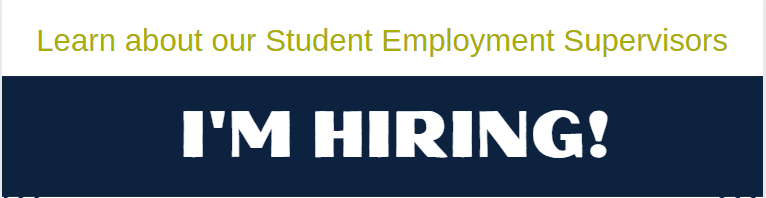 Learn about our Student Employment Supervisors
I'M HIRING!